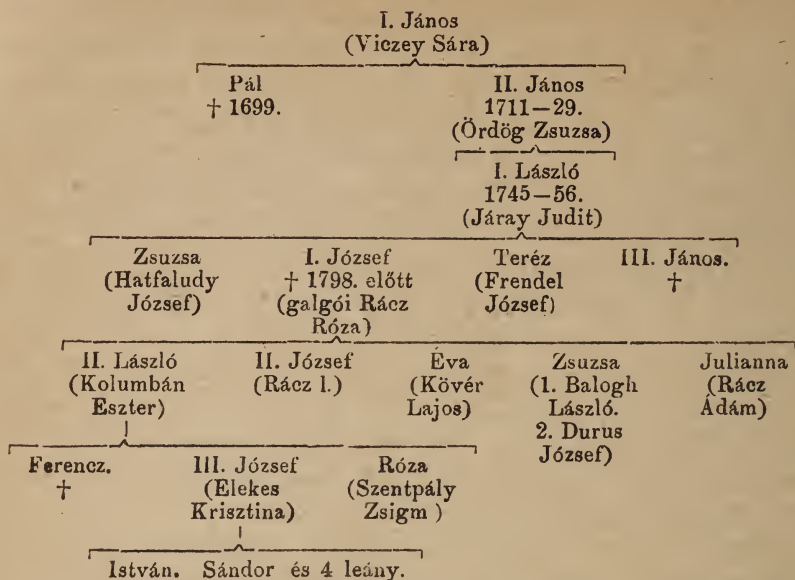 I. János
(Viczey Sára)
Pál II. János
† 1699. 1711—29.
(Ördög Zsuzsa)
I. László
1745—56.
(Járay Judit)
Zsuzsa I. József Teréz III. János.
(Hatfaludy † 1798. előtt (Frendel †
József) (galgói Rácz József)
Róza)
II. László II. József Éva Zsuzsa Julianna
(Kolumbán (Rácz l.) (Kövér (1. Balogh (Rácz
Eszter) Lajos) László. Ádám)
2. Durus
József)
Ferencz. III. József Róza
† (Elekes (Szentpály
Krisztina) Zsigm )
István. Sándor és 4 leány.